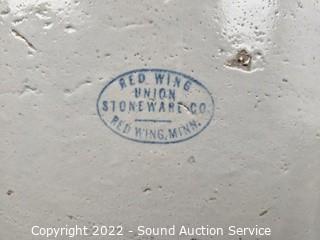 RED WING
UNION
STONEWARE CO.
RED WING, MINN.
Copyright 2022 - Sound Auction Service